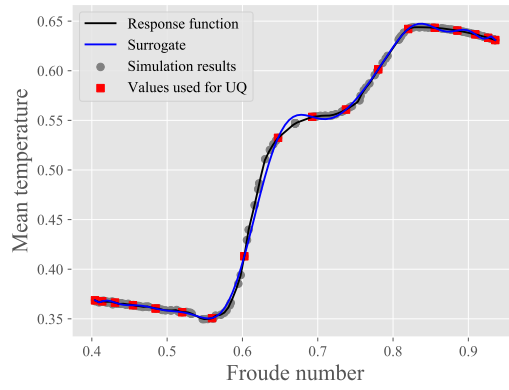 Response function
Surrogate
Simulation results
Values used for UQ
Mean temperature
0.65
0.60
0.55
0.50
0.45
0.40
0.35
0.4 0.5 0.6 0.7 0.8 0.9
Froude number